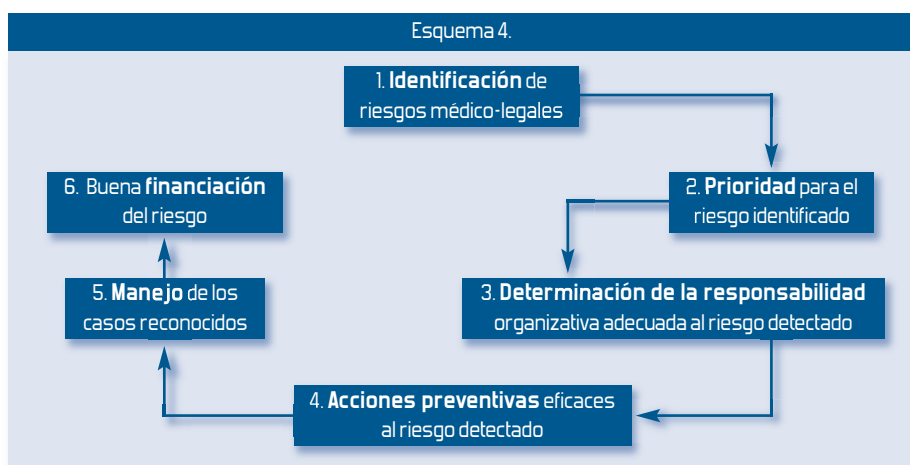 Esquema 4.
1. Identificación de
riesgos médico-legales
2. Prioridad para el
riesgo identificado
3. Determinación de la responsabilidad
organizativa adecuada al riesgo detectado
4. Acciones preventivas eficaces
al riesgo detectado
5. Manejo de los
casos reconocidos
6. Buena financiación
del riesgo